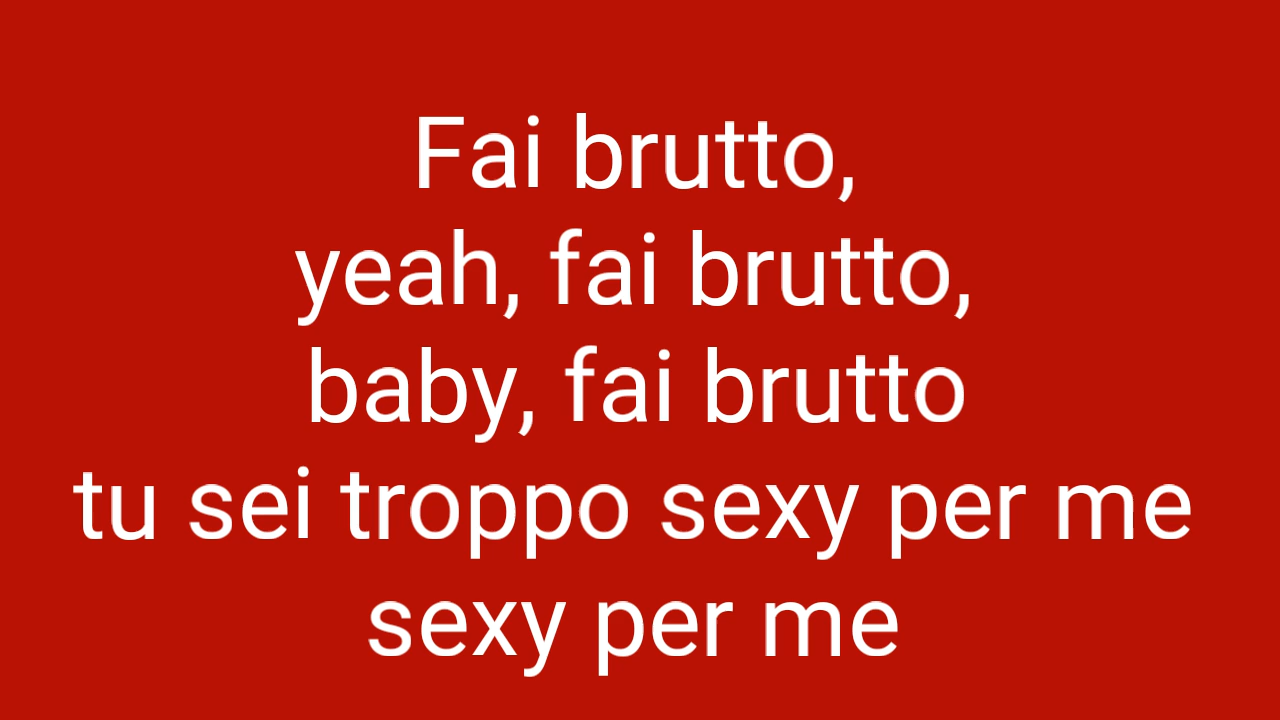 Fai brutto,
yeah, fai brutto,
baby, fai brutto
tu sei troppo sexy per me
sexy per me